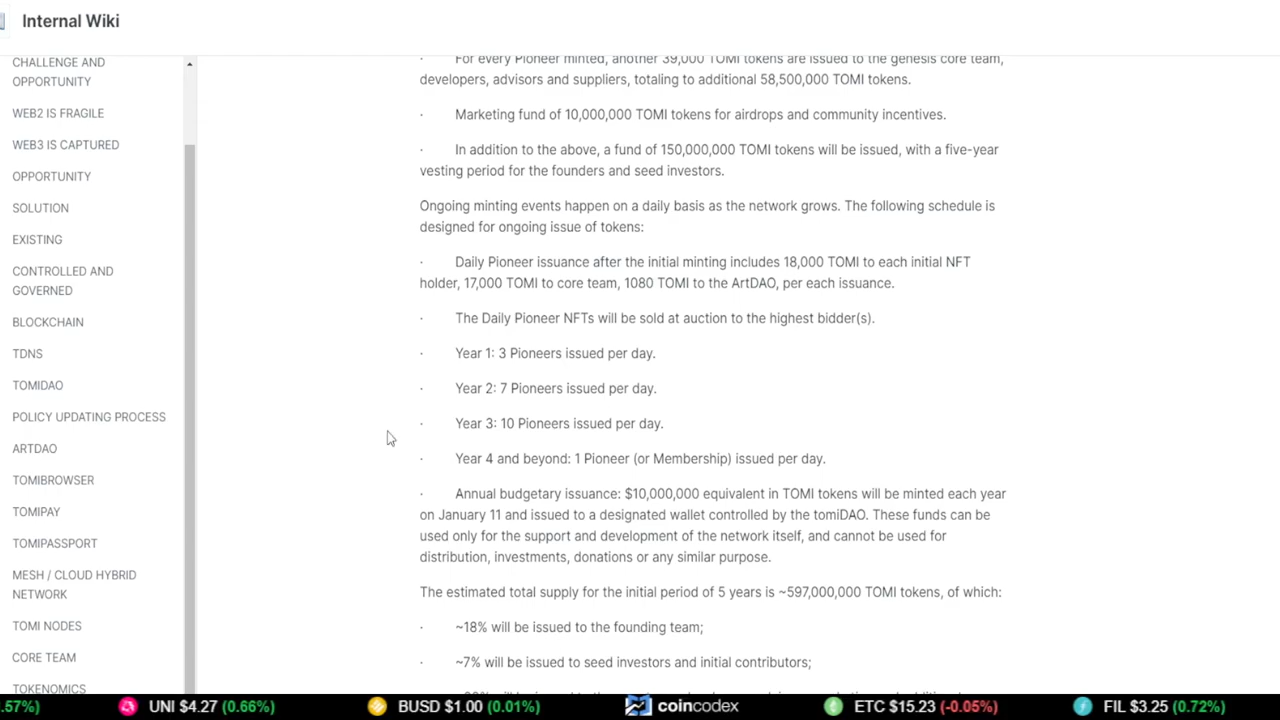 Internal Wiki
CHALLENGE AND
OPPORTUNITY
WEB2 IS FRAGILE
WEB3 IS CAPTURED
OPPORTUNITY
SOLUTION
EXISTING
CONTROLLED AND
GOVERNED
BLOCKCHAIN
TDNS
TOMIDAO
POLICY UPDATING PROCESS
ARTDAO
TOMIBROWSER
TOMIPAY
TOMIPASSPORT
MESH / CLOUD HYBRID
NETWORK
TOMI NODES
CORE TEAM
TOKENOMICS
· For every Pioneer minted, another 39,000 TOMI tokens are issued to the genesis core team,
developers, advisors and suppliers, totaling to additional 58,500,000 TOMI tokens.
· Marketing fund of 10,000,000 TOMI tokens for airdrops and community incentives.
· In addition to the above, a fund of 150,000,000 TOMI tokens will be issued, with a five-year
vesting period for the founders and seed investors.
Ongoing minting events happen on a daily basis as the network grows. The following schedule is
designed for ongoing issue of tokens:
· Daily Pioneer issuance after the initial minting includes 18,000 TOMI to each initial NFT
holder, 17,000 TOMI to core team, 1080 TOMI to the ArtDAO, per each issuance.
· The Daily Pioneer NFTs will be sold at auction to the highest bidder(s).
· Year 1: 3 Pioneers issued per day.
· Year 2: 7 Pioneers issued per day.
· Year 3: 10 Pioneers issued per day.
· Year 4 and beyond: 1 Pioneer (or Membership) issued per day.
· Annual budgetary issuance: $10,000,000 equivalent in TOMI tokens will be minted each year
on January 11 and issued to a designated wallet controlled by the tomiDAO. These funds can be
used only for the support and development of the network itself, and cannot be used for
distribution, investments, donations or any similar purpose.
The estimated total supply for the initial period of 5 years is ~597,000,000 TOMI tokens, of which:
· ~18% will be issued to the founding team;
· ~7% will be issued to seed investors and initial contributors;
.57%) UNI $4.27 (0.66%) BUSD $1.00 (0.01%) coincodex ETC $15.23 (-0.05%) FIL $3.25 (0.72%)